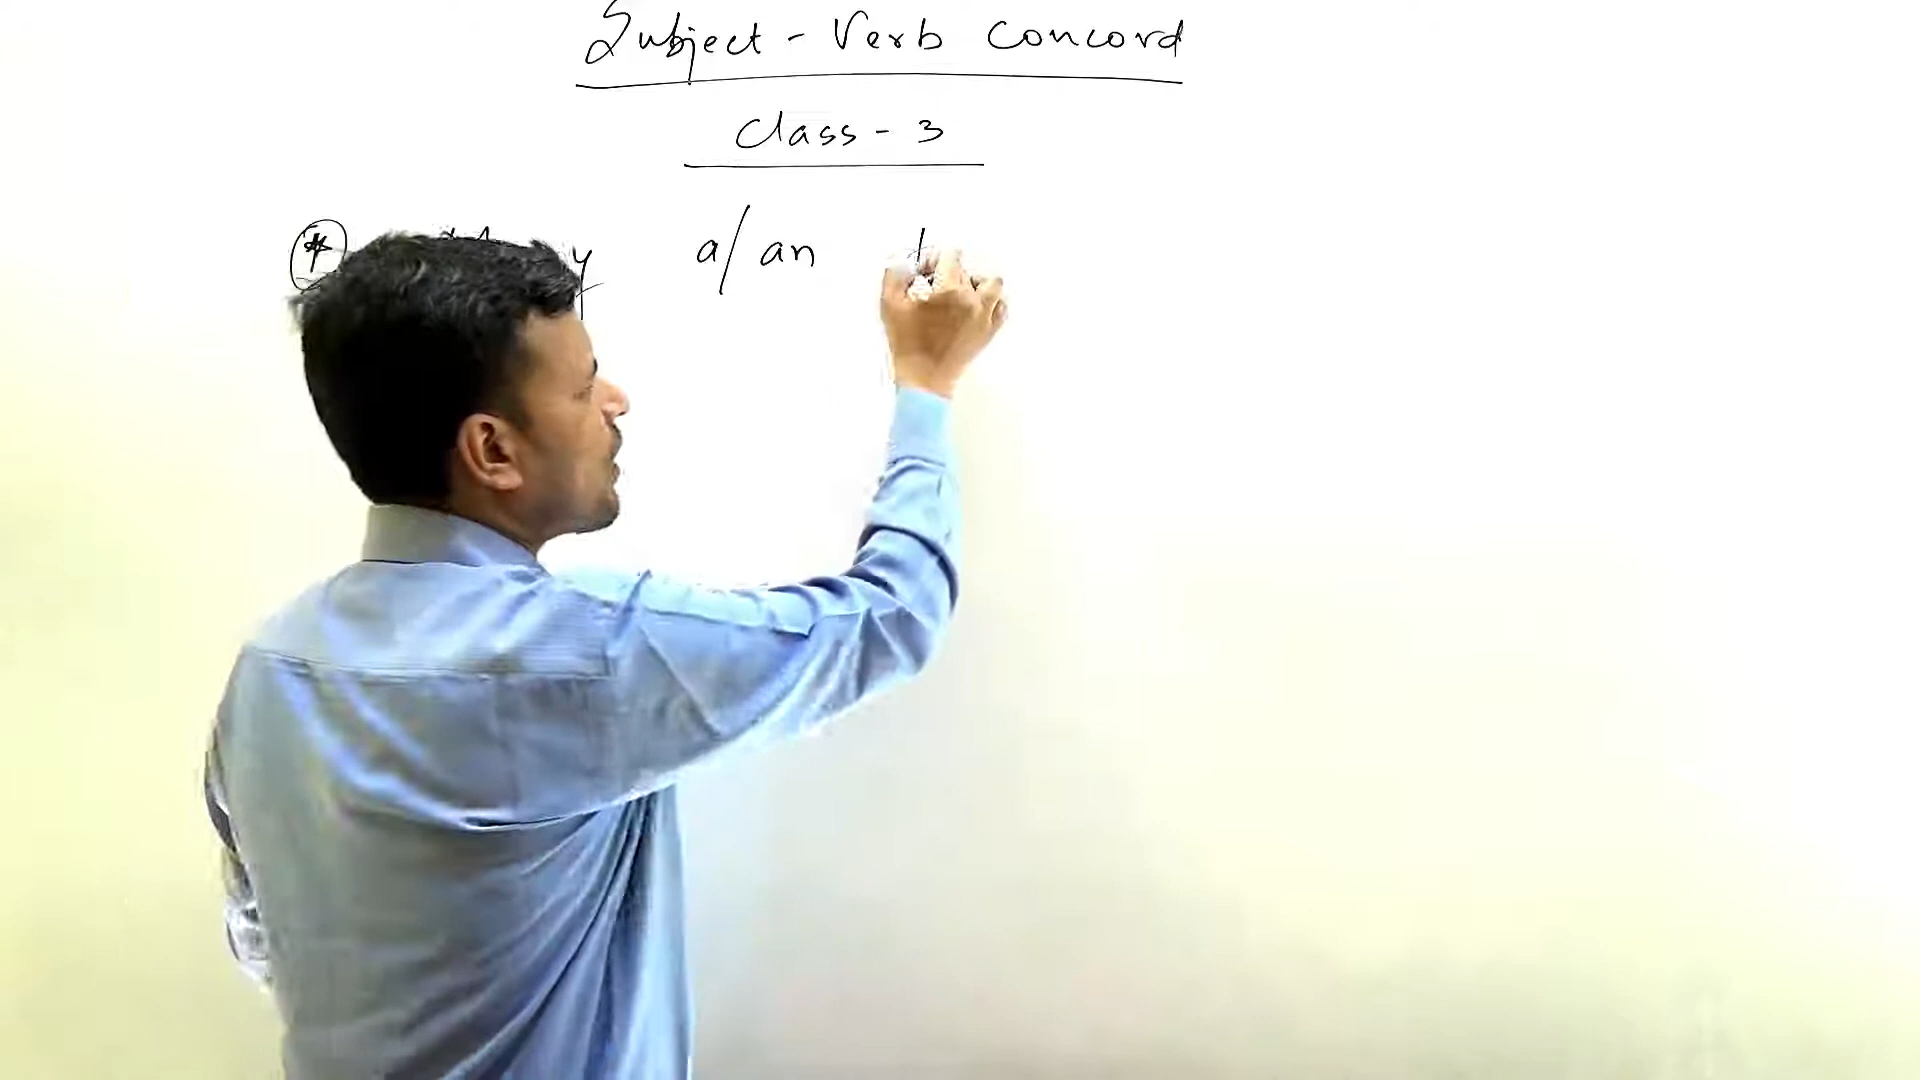 Subject - Verb Concord
Class - 3
* a/an